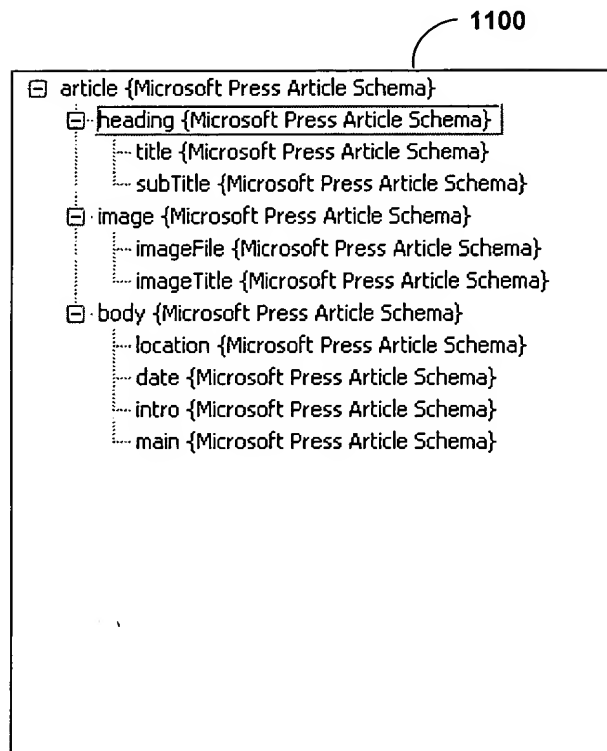 1100
article {Microsoft Press Article Schema}
heading {Microsoft Press Article Schema}
title {Microsoft Press Article Schema}
subTitle {Microsoft Press Article Schema}
image {Microsoft Press Article Schema}
imageFile {Microsoft Press Article Schema}
imageTitle {Microsoft Press Article Schema}
body {Microsoft Press Article Schema}
location {Microsoft Press Article Schema}
date {Microsoft Press Article Schema}
intro {Microsoft Press Article Schema}
main {Microsoft Press Article Schema}